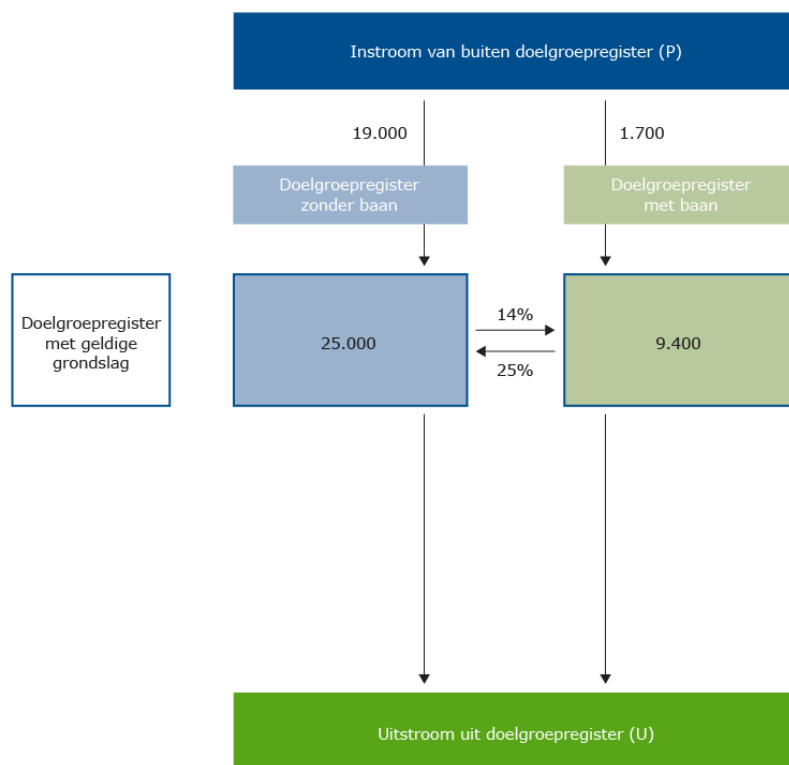 Instroom van buiten doelgroepregister (P)
19.000
1.700
Doelgroepregister
zonder baan
Doelgroepregister
met baan
Doelgroepregister
met geldige
grondslag
25.000
14%
25%
9.400
Uitstroom uit doelgroepregister (U)